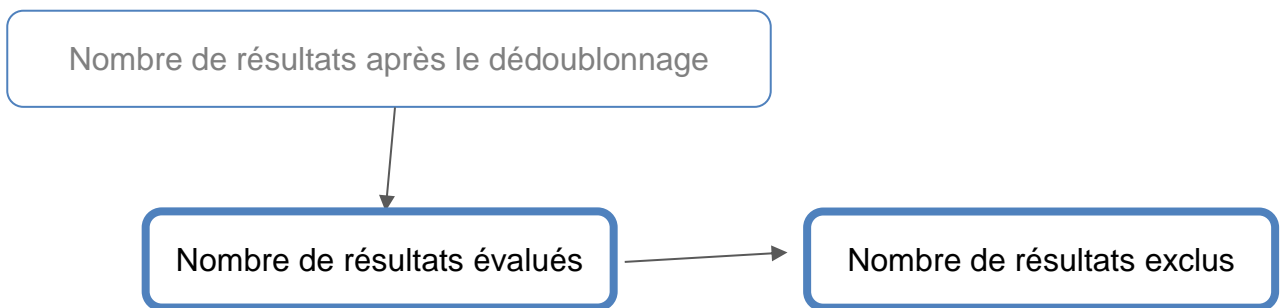 Nombre de résultats après le dédoublonnage
Nombre de résultats évalués
Nombre de résultats exclus